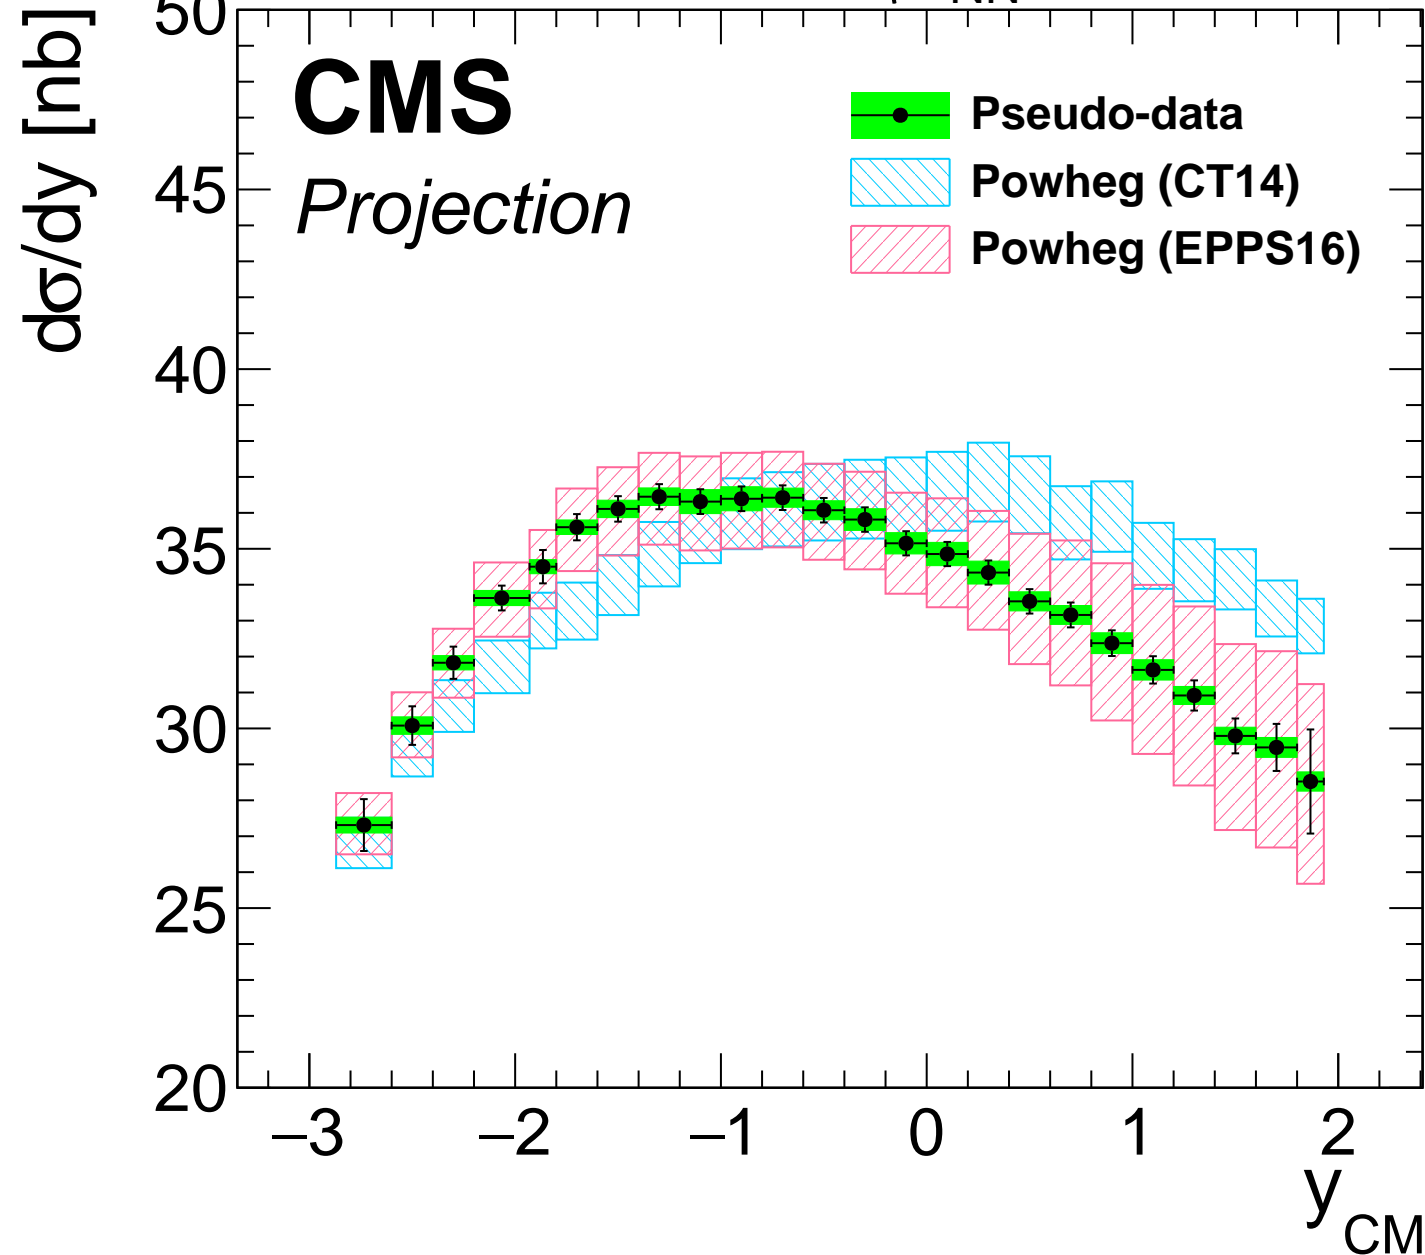 dσ/dy [nb]
CMS
Projection
Pseudo-data
Powheg (CT14)
Powheg (EPPS16)
50
45
40
35
30
25
20
–3 –2 –1 0 1 2
y CM